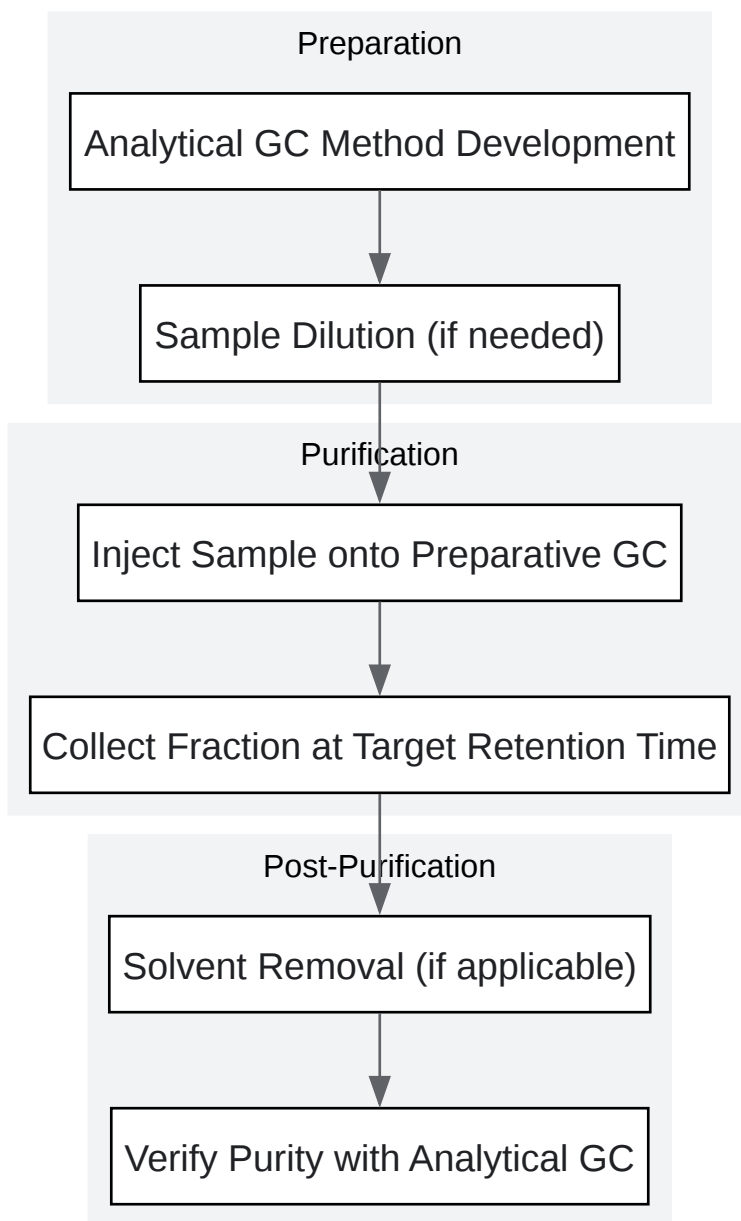 Preparation
Analytical GC Method Development
Sample Dilution (if needed)
Purification
Inject Sample onto Preparative GC
Collect Fraction at Target Retention Time
Post-Purification
Solvent Removal (if applicable)
Verify Purity with Analytical GC